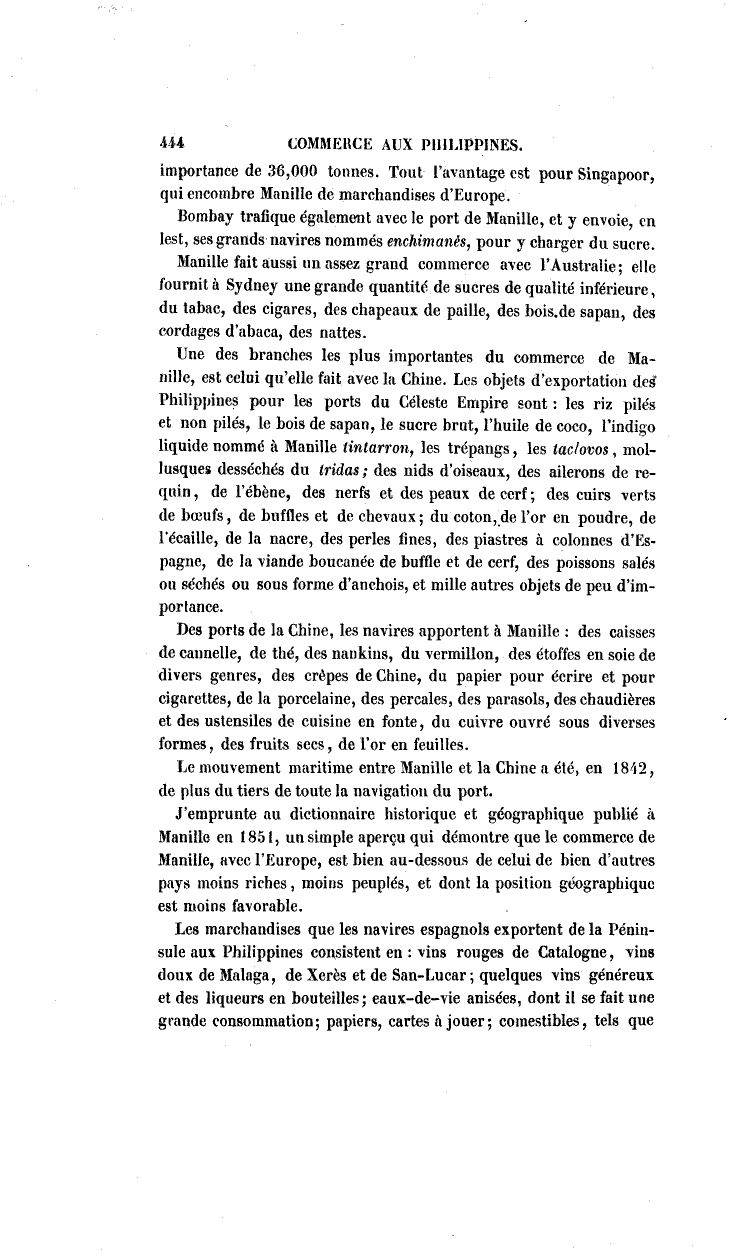 444 COMMERCE AUX PHILIPPINES.
importance de 36,000 tonnes. Tout l'avantage est pour Singapoor,
qui encombre Manille de marchandises d'Europe.
Bombay trafique également avec le port de Manille, et y envoie, en
lest, ses grands navires nommés enchimanès, pour y charger du sucre.
Manille fait aussi un assez grand commerce avec l'Australie; elle
fournit à Sydney une grande quantité de sucres de qualité inférieure,
du tabac, des cigares, des chapeaux de paille, des bois de sapan, des
cordages d'abaca, des nattes.
Une des branches les plus importantes du commerce de Ma-
nille, est celui qu'elle fait avec la Chine. Les objets d'exportation des
Philippines pour les ports du Céleste Empire sont : les riz pilés
et non pilés, le bois de sapan, le sucre brut, l'huile de coco, l'indigo
liquide nommé à Manille tintarron, les trépangs, les taclovos, mol-
lusques desséchés du tridas; des nids d'oiseaux, des ailerons de re-
quin, de l'ébène, des nerfs et des peaux de cerf; des cuirs verts
de bœufs, de buffles et de chevaux; du coton, de l'or en poudre, de
l'écaille, de la nacre, des perles fines, des piastres à colonnes d'Es-
pagne, de la viande boucanée de buffle et de cerf, des poissons salés
ou séchés ou sous forme d'anchois, et mille autres objets de peu d'im-
portance.
Des ports de la Chine, les navires apportent à Manille : des caisses
de cannelle, de thé, des nankins, du vermillon, des étoffes en soie de
divers genres, des crêpes de Chine, du papier pour écrire et pour
cigarettes, de la porcelaine, des percales, des parasols, des chaudières
et des ustensiles de cuisine en fonte, du cuivre ouvré sous diverses
formes, des fruits secs, de l'or en feuilles.
Le mouvement maritime entre Manille et la Chine a été, en 1842,
de plus du tiers de toute la navigation du port.
J'emprunte au dictionnaire historique et géographique publié à
Manille en 1851, un simple aperçu qui démontre que le commerce de
Manille, avec l'Europe, est bien au-dessous de celui de bien d'autres
pays moins riches, moins peuplés, et dont la position géographique
est moins favorable.
Les marchandises que les navires espagnols exportent de la Pénin-
sule aux Philippines consistent en : vins rouges de Catalogne, vins
doux de Malaga, de Xerès et de San-Lucar; quelques vins généreux
et des liqueurs en bouteilles; eaux-de-vie anisées, dont il se fait une
grande consommation; papiers, cartes à jouer; comestibles, tels que